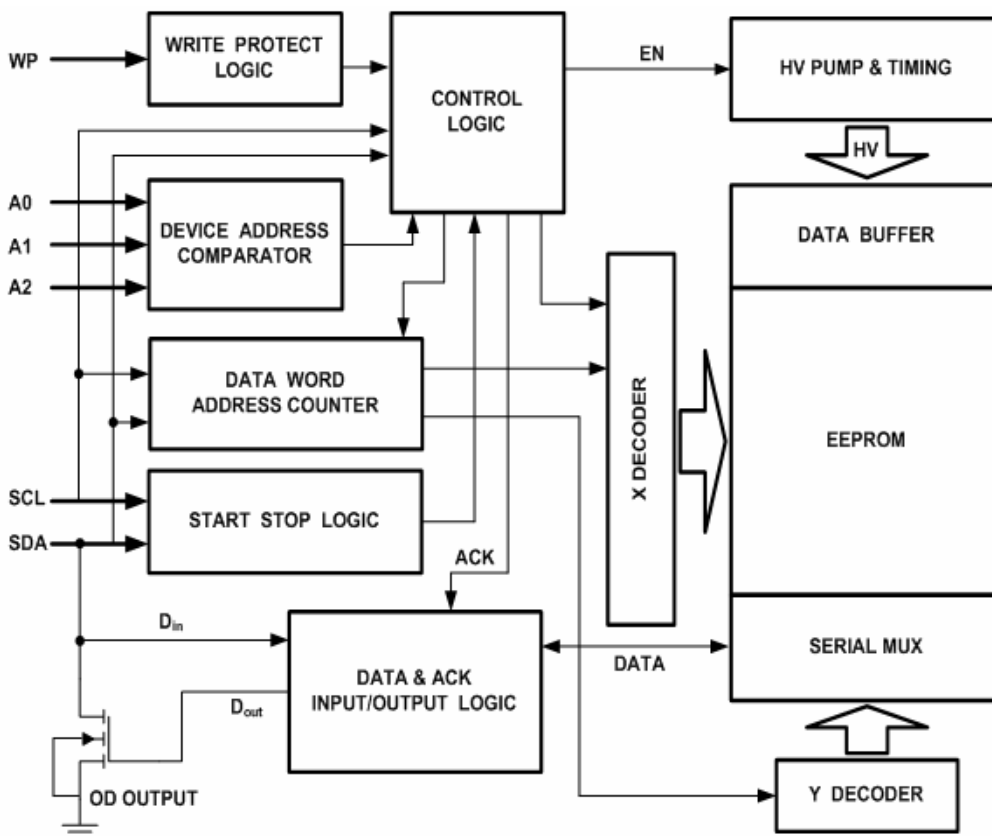 WP
WRITE PROTECT
LOGIC
CONTROL
LOGIC
EN
HV PUMP & TIMING
HV
A0
A1
A2
DEVICE ADDRESS
COMPARATOR
DATA BUFFER
DATA WORD
ADDRESS COUNTER
X DECODER
EEPROM
SCL
SDA
START STOP LOGIC
ACK
Din
DATA & ACK
INPUT/OUTPUT LOGIC
Dout
DATA
SERIAL MUX
OD OUTPUT
Y DECODER